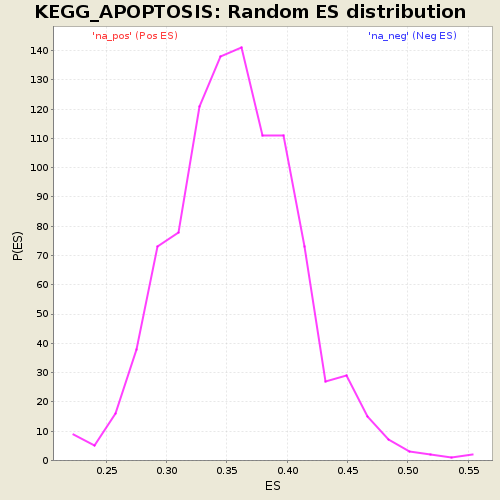 KEGG_APOPTOSIS: Random ES distribution
'na_pos' (Pos ES)
'na_neg' (Neg ES)
140
130
120
110
100
90
80
70
60
50
40
30
20
10
0
P(ES)
0.25 0.30 0.35 0.40 0.45 0.50 0.55
ES